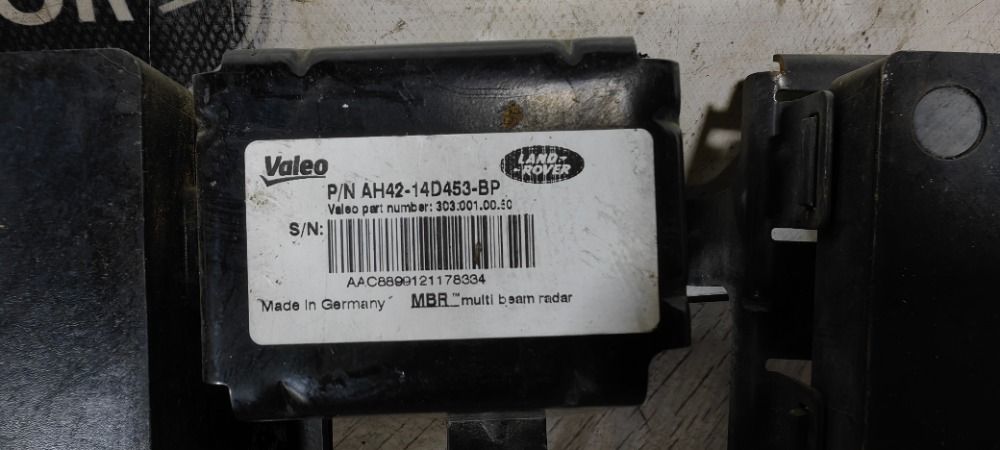 Valeo
LAND-
-ROVER
P/N AH42-14D453-BP
Valeo part number: 303.001.00.50
S/N:
AAC8899121178334
Made in Germany MBR™ multi beam radar